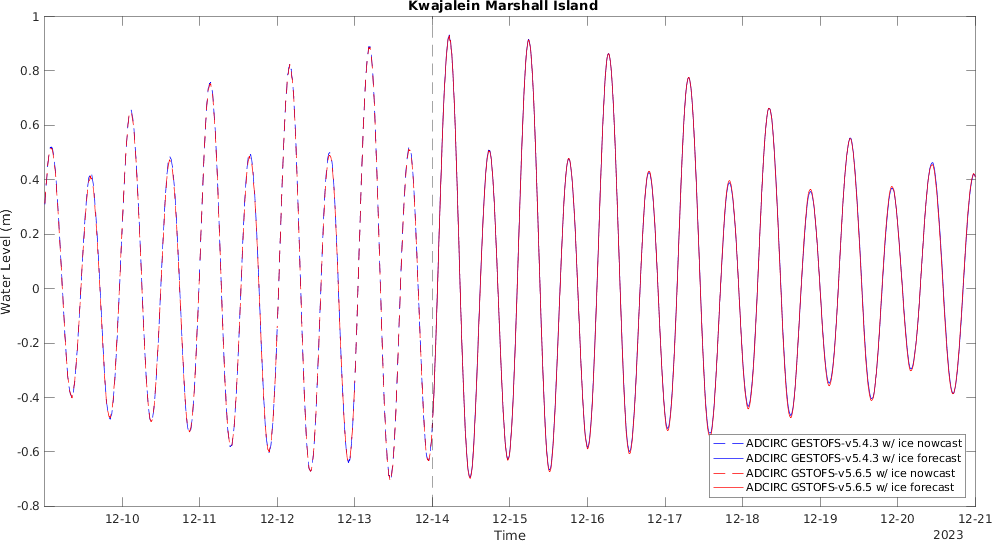 Kwajalein Marshall Island
Water Level (m)
1
0.8
0.6
0.4
0.2
0
-0.2
-0.4
-0.6
-0.8
ADCIRC GESTOFS-v5.4.3 w/ ice nowcast
ADCIRC GESTOFS-v5.4.3 w/ ice forecast
ADCIRC GSTOFS-v5.6.5 w/ ice nowcast
ADCIRC GSTOFS-v5.6.5 w/ ice forecast
12-10 12-11 12-12 12-13 12-14 12-15 12-16 12-17 12-18 12-19 12-20 12-21
Time
2023